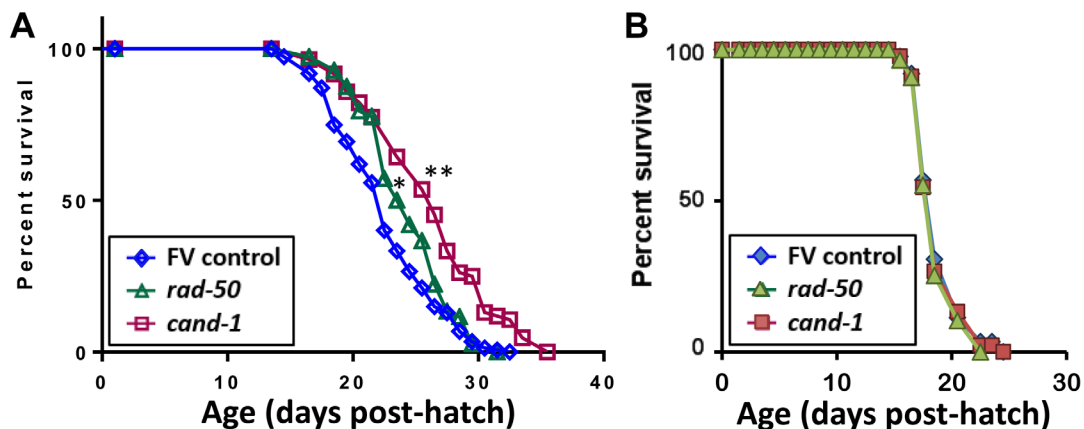 A
Percent survival
100
50
0
*
**
FV control
rad-50
cand-1
0
10
20
30
40
Age (days post-hatch)
B
Percent survival
100
50
0
FV control
rad-50
cand-1
0
10
20
30
Age (days post-hatch)